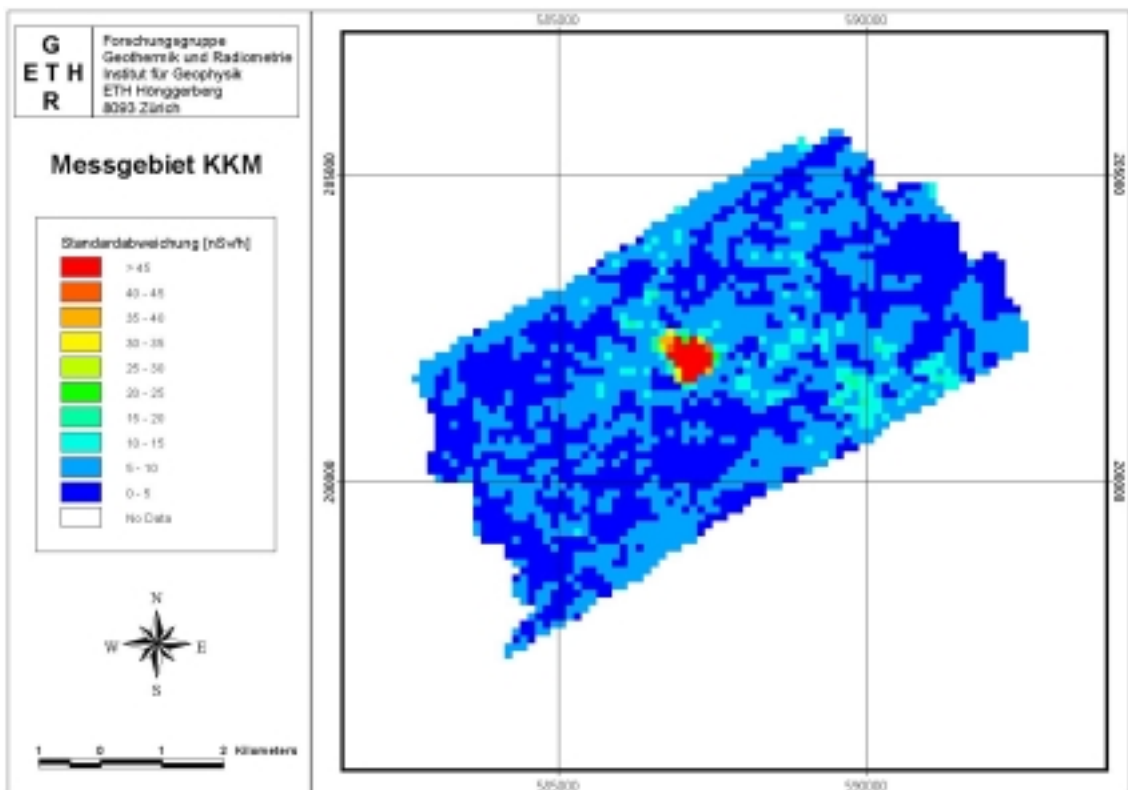 G
E T H
R
Forschungsgruppe
Geothermik und Radiometrie
Institut für Geophysik
ETH Hönggerberg
8093 Zürich
Messgebiet KKM
Standardabweichung [nSv/h]
> 45
40 - 45
35 - 40
30 - 35
25 - 30
20 - 25
15 - 20
10 - 15
5 - 10
0 - 5
No Data
N
W E
S
1 0 1 2 Kilometers
585000 590000
205000 205000
200000 200000
585000 590000